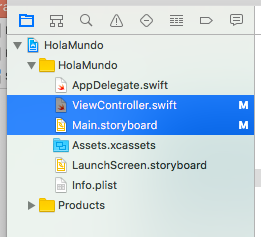 HolaMundo
HolaMundo
AppDelegate.swift
ViewController.swift M
Main.storyboard M
Assets.xcassets
LaunchScreen.storyboard
Info.plist
Products